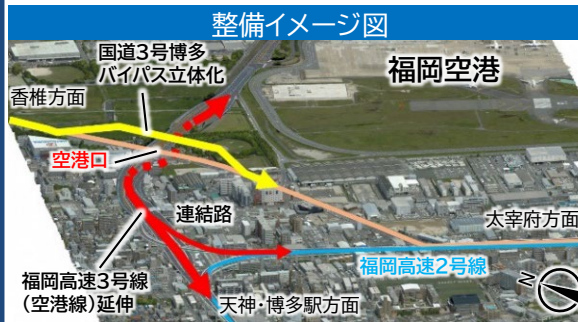 整備イメージ図
国道3号博多
バイパス立体化
福岡空港
香椎方面
空港口
連結路
太宰府方面
福岡高速2号線
福岡高速3号線
(空港線)延伸
天神・博多駅方面
N